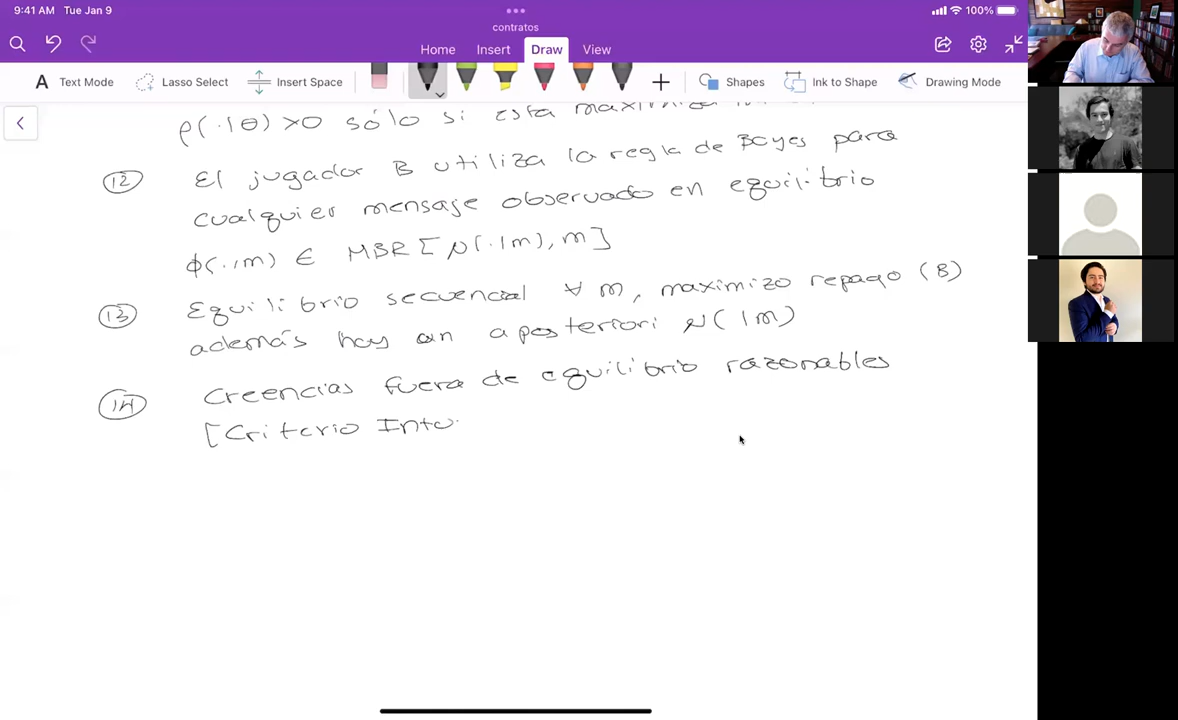 9:41 AM Tue Jan 9
100%
contratos
Home Insert Draw View
A Text Mode Lasso Select Insert Space Shapes Ink to Shape Drawing Mode
ρ(·|θ) >0 sólo si esta maximiza
12 El jugador B utiliza la regla de Bayes para
cualquier mensaje observado en equilibrio
ϕ(·,m) ∈ MBR[μ(·|m), m]
13 Equilibrio secuencial ∀ m, maximizo repago (B)
además hay un aposteriori μ(|m)
14 Creencias fuera de equilibrio razonables
[Criterio Into